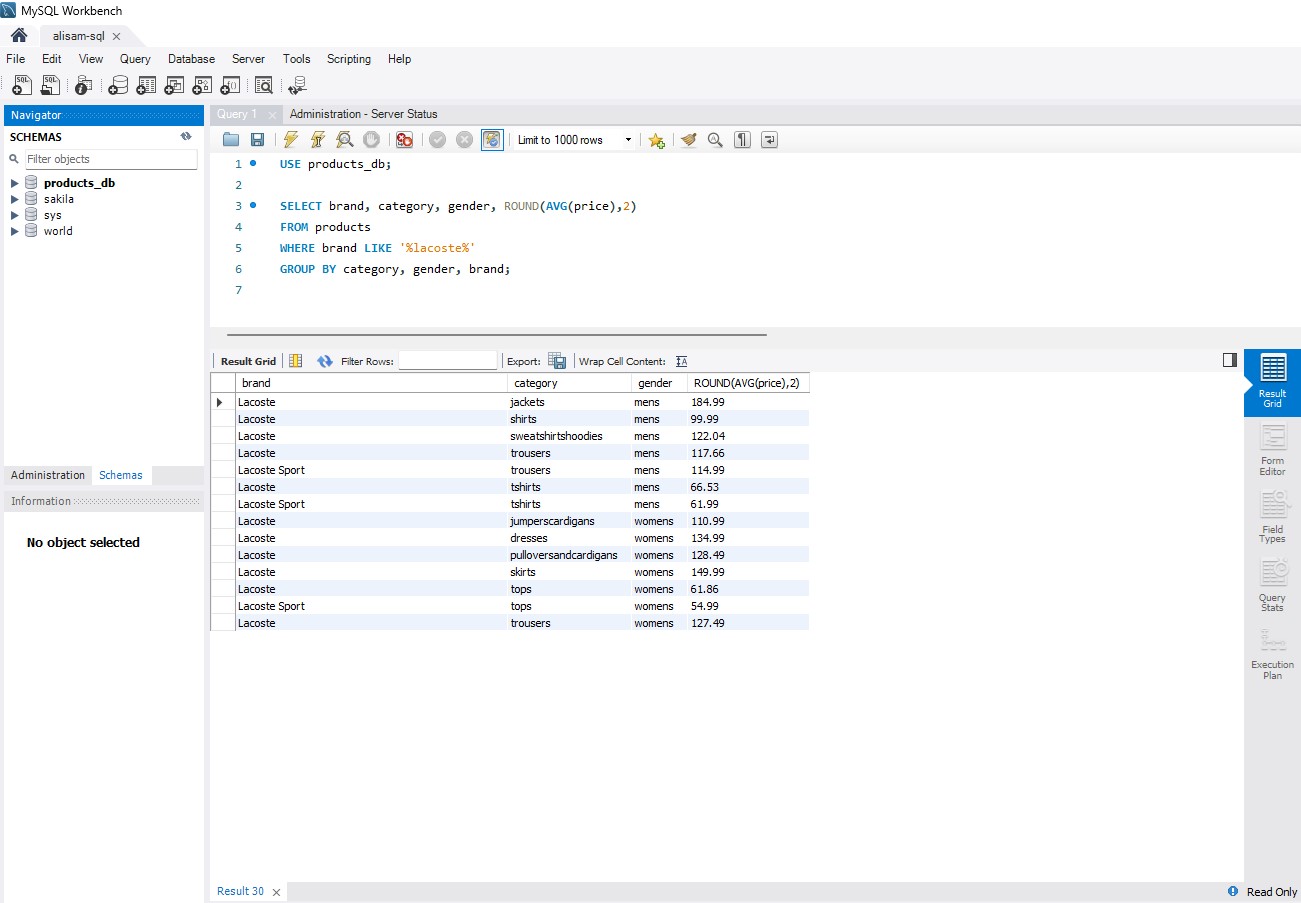 MySQL Workbench
alisam-sql
File Edit View Query Database Server Tools Scripting Help
Navigator
SCHEMAS
Filter objects
products_db
sakila
sys
world
Administration Schemas
Information
No object selected
Query 1 Administration - Server Status
Limit to 1000 rows
1 USE products_db;
2
3 SELECT brand, category, gender, ROUND(AVG(price),2)
4 FROM products
5 WHERE brand LIKE '%lacoste%'
6 GROUP BY category, gender, brand;
7
Result Grid Filter Rows: Export: Wrap Cell Content:
brand category gender ROUND(AVG(price),2)
Lacoste jackets mens 184.99
Lacoste shirts mens 99.99
Lacoste sweatshirtshoodies mens 122.04
Lacoste trousers mens 117.66
Lacoste Sport trousers mens 114.99
Lacoste tshirts mens 66.53
Lacoste Sport tshirts mens 61.99
Lacoste jumperscardigans womens 110.99
Lacoste dresses womens 134.99
Lacoste pulloversandcardigans womens 128.49
Lacoste skirts womens 149.99
Lacoste tops womens 61.86
Lacoste Sport tops womens 54.99
Lacoste trousers womens 127.49
Result
Grid
Form
Editor
Field
Types
Query
Stats
Execution
Plan
Result 30
Read Only